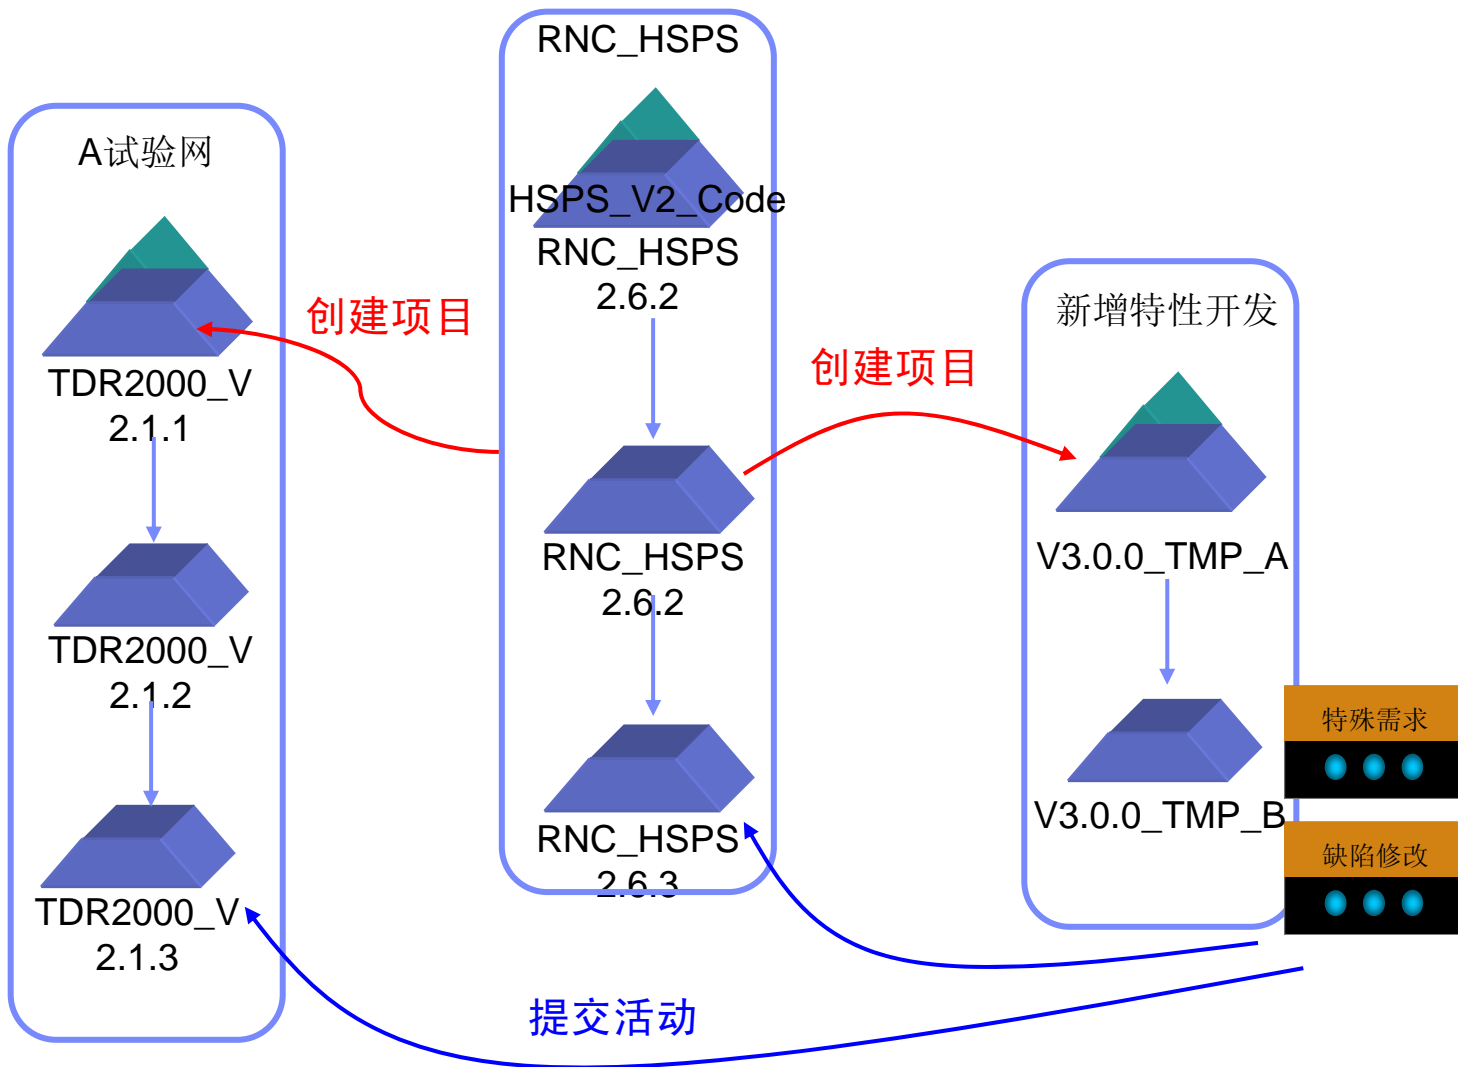 RNC_HSPS
HSPS_V2_Code
RNC_HSPS
2.6.2
RNC_HSPS
2.6.2
RNC_HSPS
2.6.3
A试验网
TDR2000_V
2.1.1
TDR2000_V
2.1.2
TDR2000_V
2.1.3
创建项目
创建项目
新增特性开发
V3.0.0_TMP_A
V3.0.0_TMP_B
特殊需求
缺陷修改
提交活动